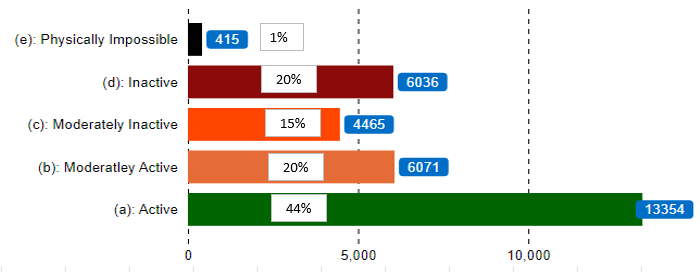 (e): Physically Impossible 415 1%
(d): Inactive 20% 6036
(c): Moderately Inactive 15% 4465
(b): Moderatley Active 20% 6071
(a): Active 44% 13354
0 5,000 10,000